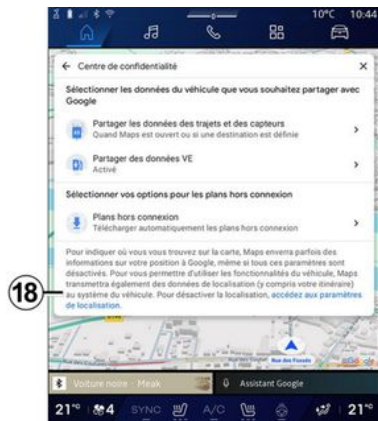 10°C 10:44
Centre de confidentialité
Sélectionner les données du véhicule que vous souhaitez partager avec
Google
Partager les données des trajets et des capteurs
Quand Maps est ouvert ou si une destination est définie
Partager des données VE
Activé
Sélectionner vos options pour les plans hors connexion
Plans hors connexion
Télécharger automatiquement les plans hors connexion
Pour indiquer où vous vous trouvez sur la carte, Maps enverra parfois des
informations sur votre position à Google, même si tous ces paramètres sont
désactivés. Pour vous permettre d'utiliser les fonctionnalités du véhicule, Maps
transmettra également des données de localisation (y compris votre itinéraire)
au système du véhicule. Pour désactiver la localisation, accédez aux paramètres
de localisation.
18
Rue des Fossés
Voiture noire · Meak
Assistant Google
21°° 4 SYNC A/C 21°°